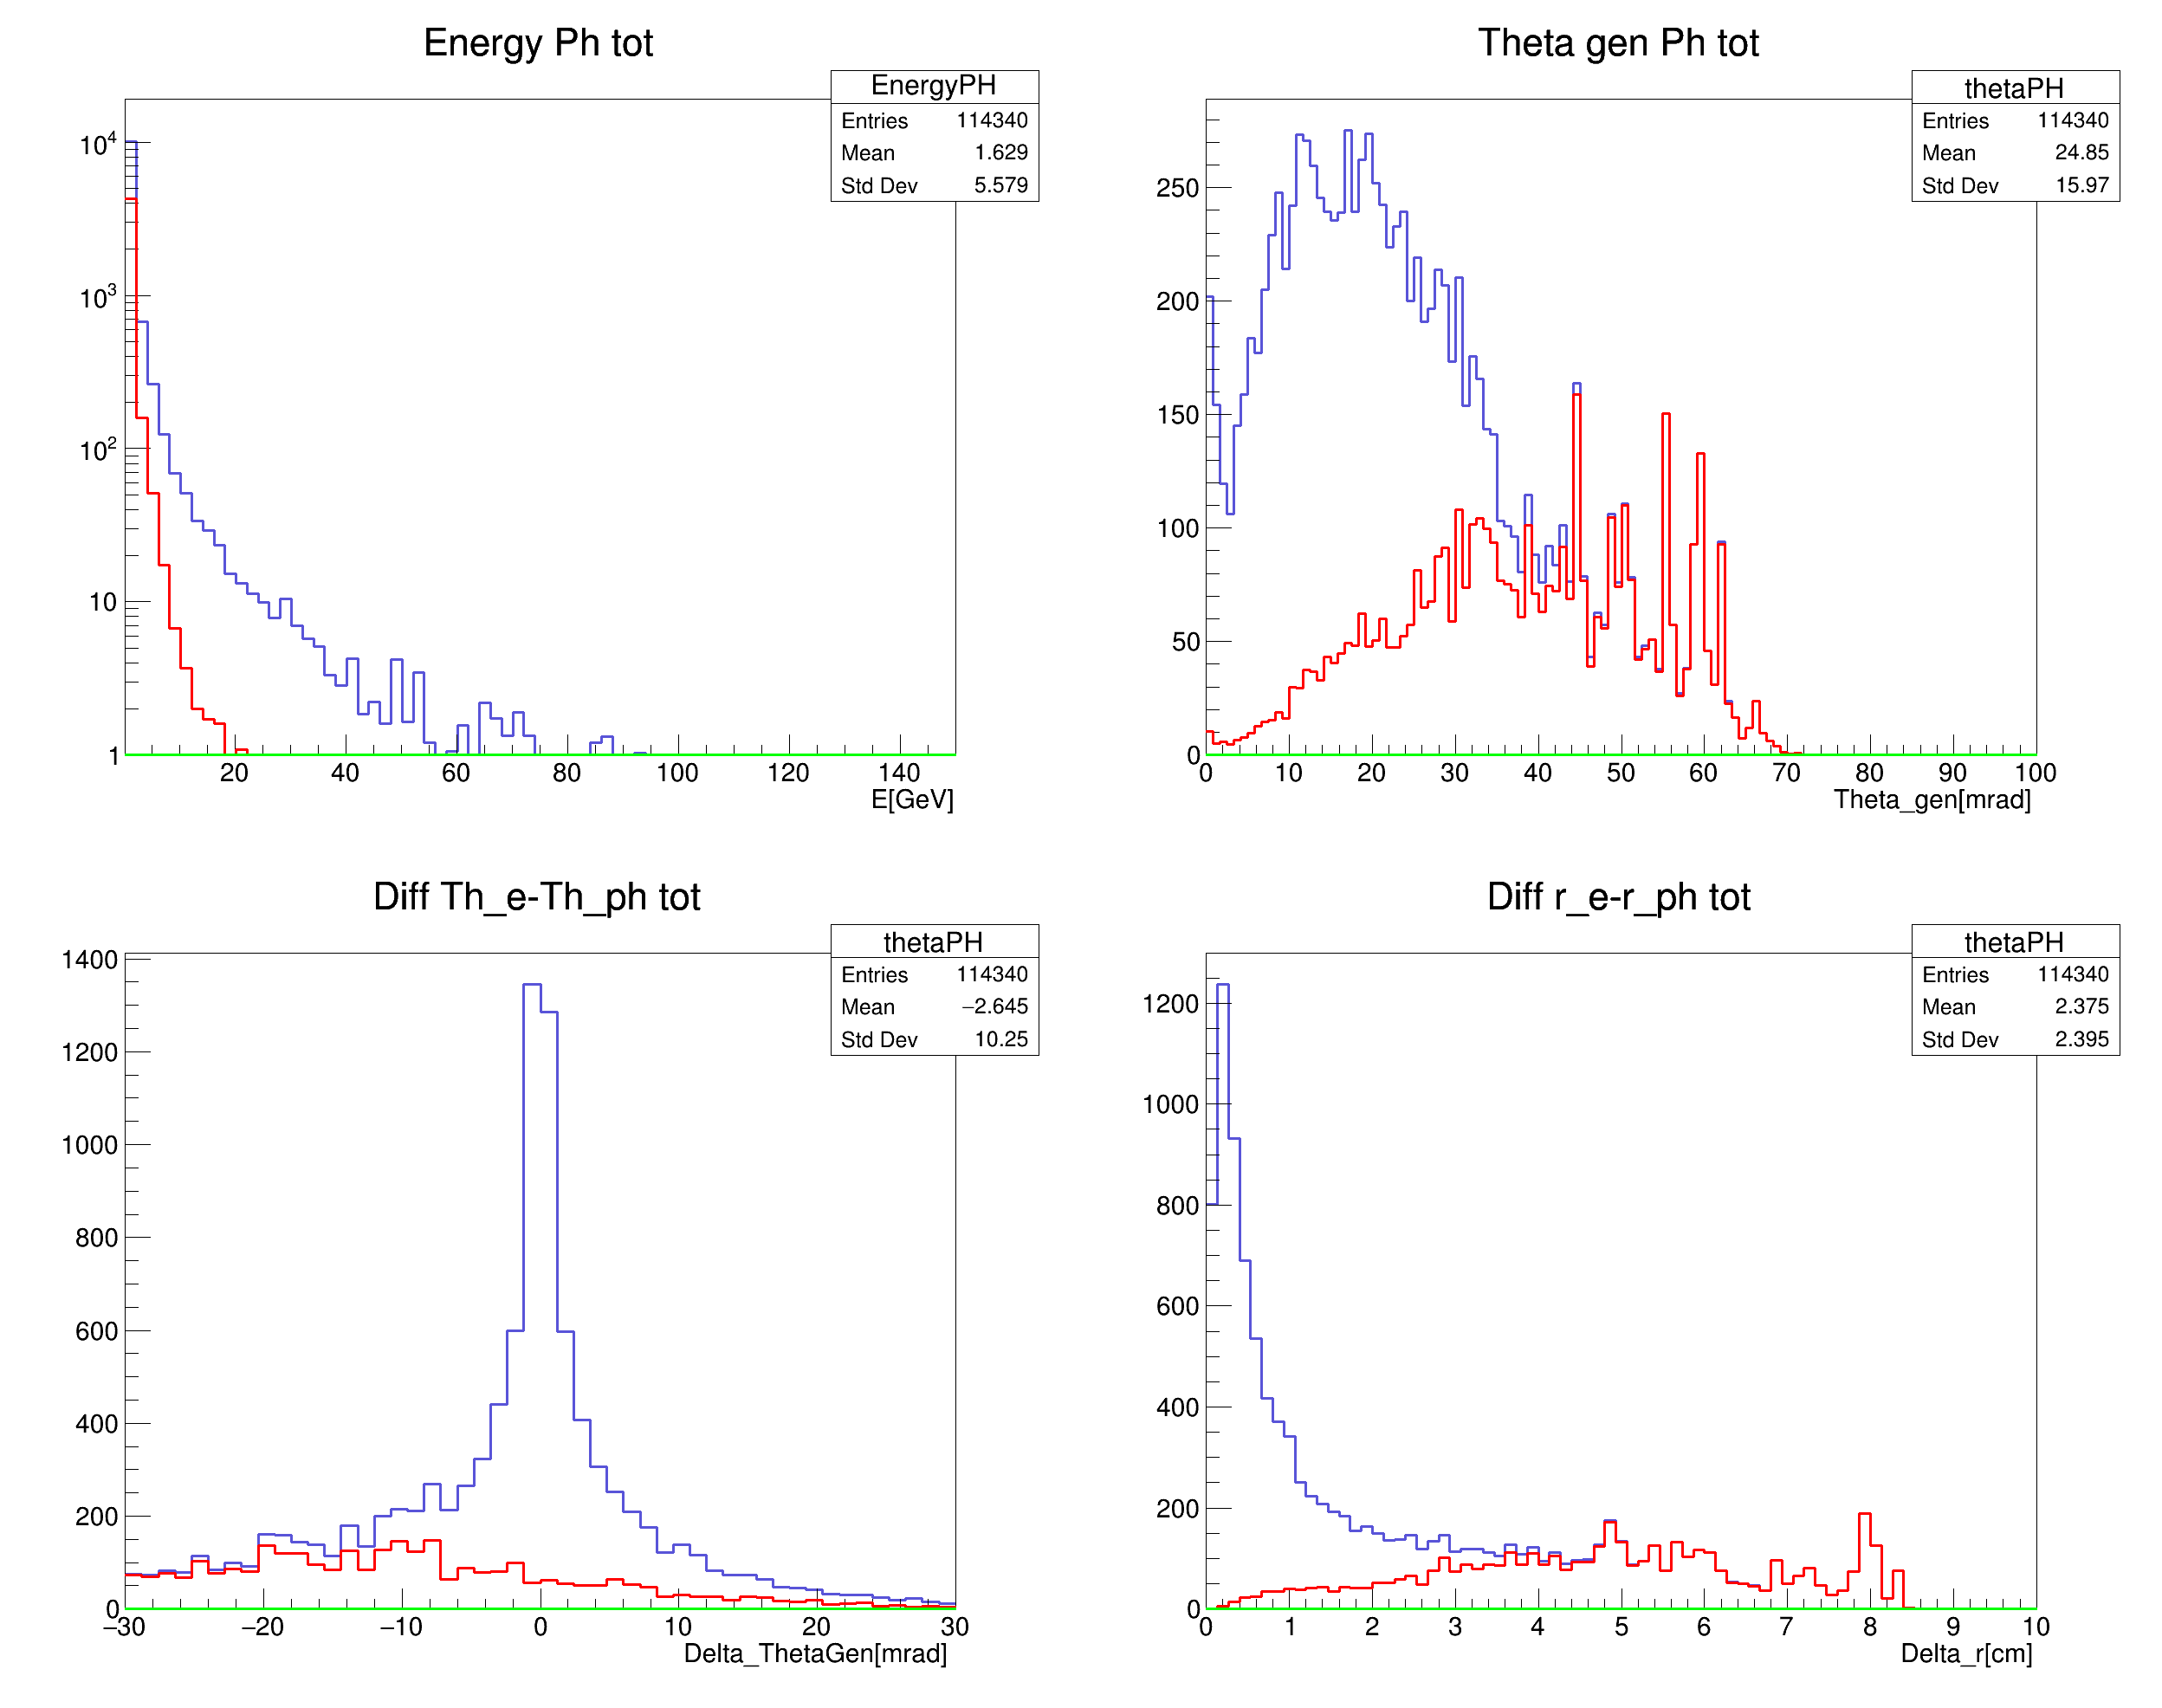 Energy Ph tot
EnergyPH
Entries 114340
Mean 1.629
Std Dev 5.579
10^4
10^3
10^2
10
1
20 40 60 80 100 120 140
E[GeV]
Theta gen Ph tot
thetaPH
Entries 114340
Mean 24.85
Std Dev 15.97
250
200
150
100
50
0
0 10 20 30 40 50 60 70 80 90 100
Theta_gen[mrad]
Diff Th_e-Th_ph tot
thetaPH
Entries 114340
Mean −2.645
Std Dev 10.25
1400
1200
1000
800
600
400
200
0
−30 −20 −10 0 10 20 30
Delta_ThetaGen[mrad]
Diff r_e-r_ph tot
thetaPH
Entries 114340
Mean 2.375
Std Dev 2.395
1200
1000
800
600
400
200
0
0 1 2 3 4 5 6 7 8 9 10
Delta_r[cm]